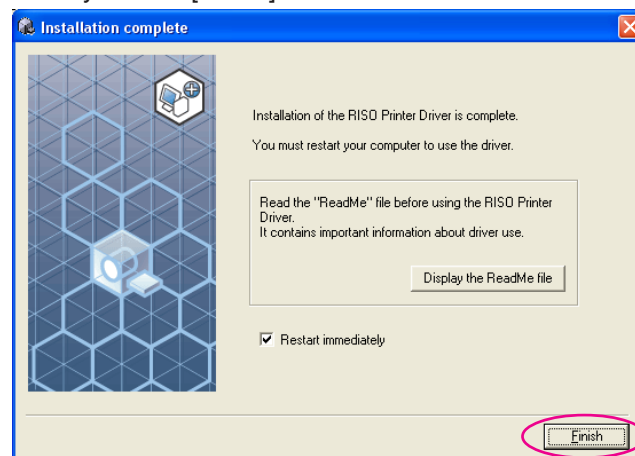 Installation complete
Installation of the RISO Printer Driver is complete.
You must restart your computer to use the driver.
Read the "ReadMe" file before using the RISO Printer
Driver.
It contains important information about driver use.
Display the ReadMe file
Restart immediately
Finish